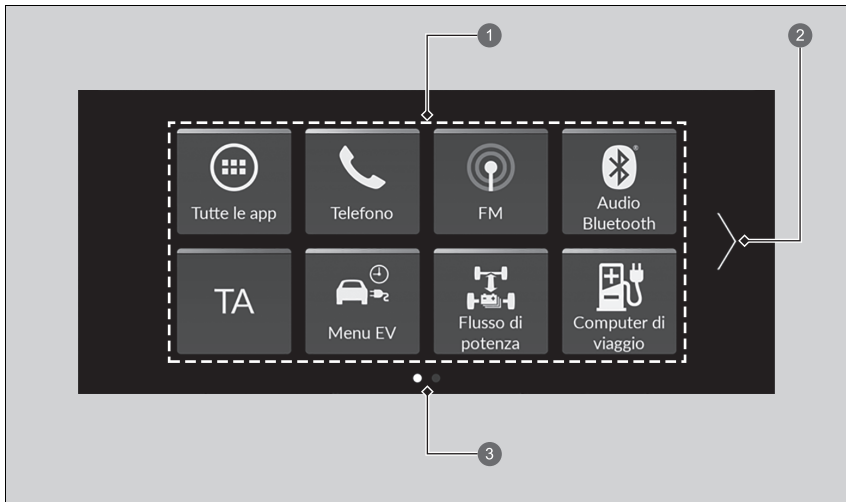 1
2
Tutte le app
Telefono
FM
Audio
Bluetooth
®
TA
Menu EV
Flusso di
potenza
Computer di
viaggio
3